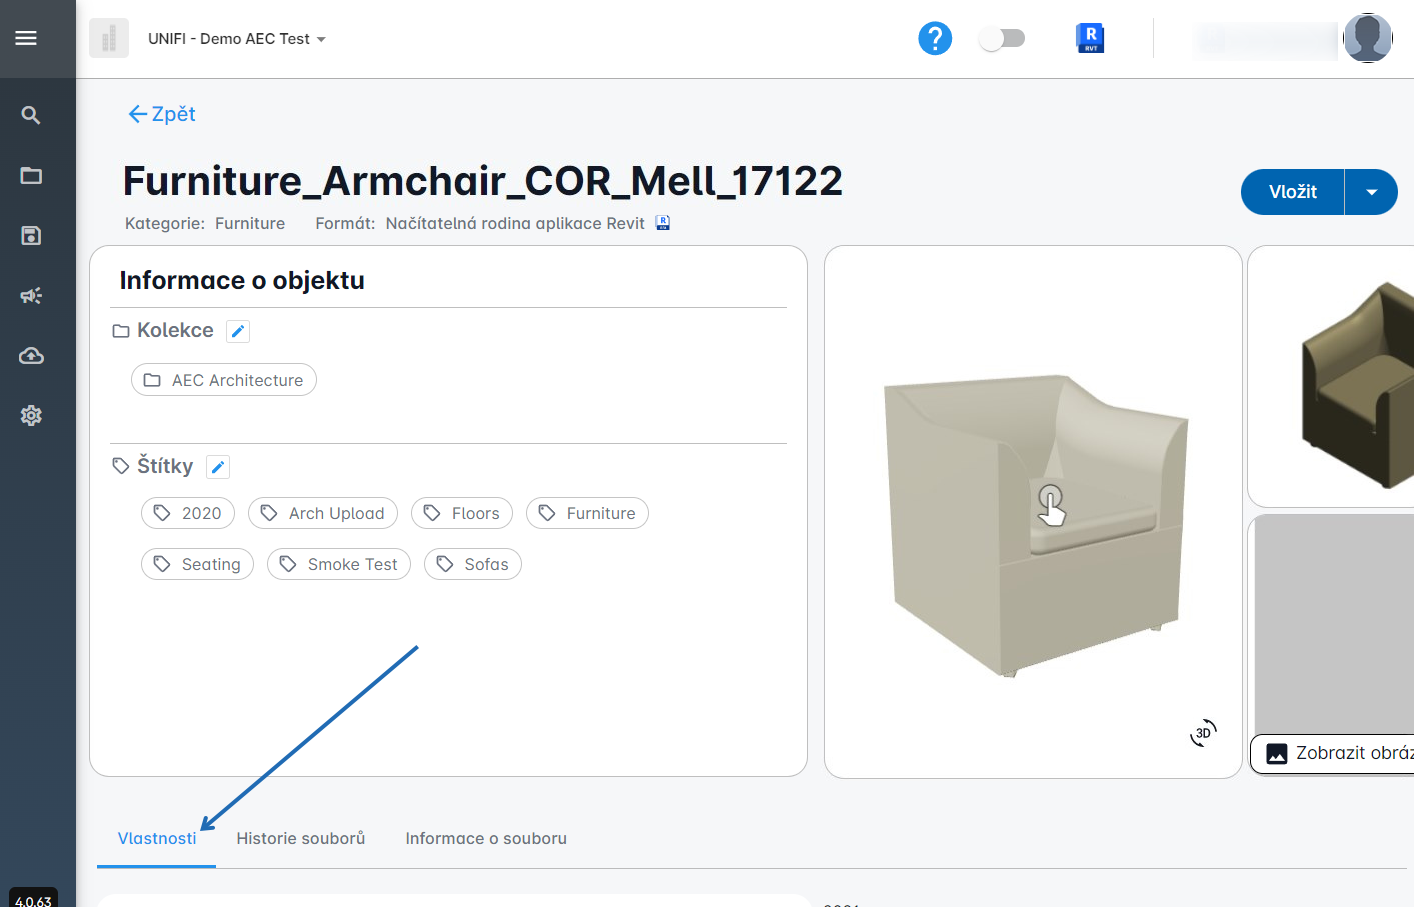 UNIFI - Demo AEC Test
?
R
RVT
Zpět
Furniture_Armchair_COR_Mell_17122
Vložit
Kategorie: Furniture Formát: Načítatelná rodina aplikace Revit
Informace o objektu
Kolekce
AEC Architecture
Štítky
2020 Arch Upload Floors Furniture
Seating Smoke Test Sofas
3D
Zobrazit obráz
Vlastnosti Historie souborů Informace o souboru
4.0.63